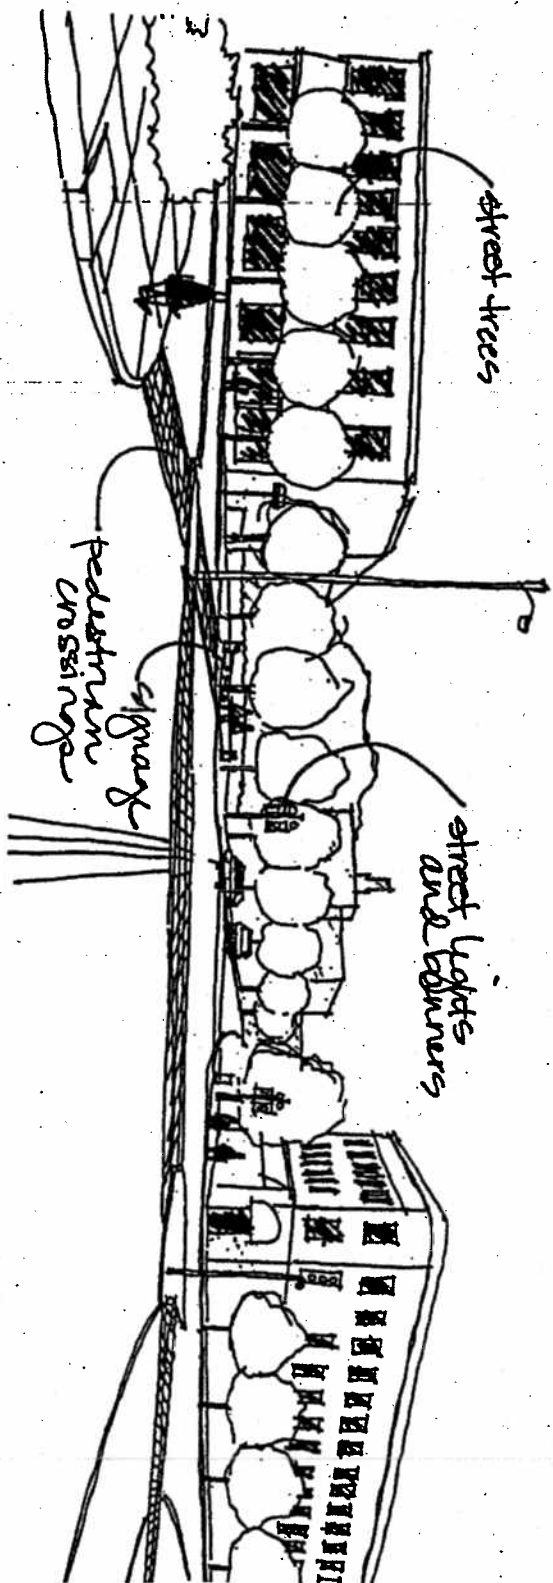 street trees
street lights
and banners
signage
pedestrian
crossings